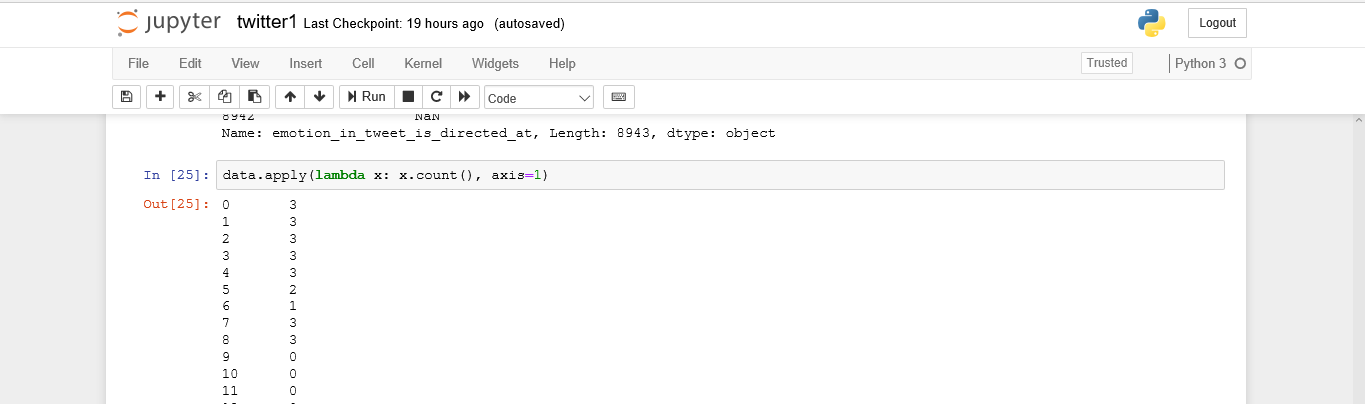 jupyter twitter1 Last Checkpoint: 19 hours ago (autosaved) Logout
File Edit View Insert Cell Kernel Widgets Help Trusted Python 3
Run Code
8942 NaN
Name: emotion_in_tweet_is_directed_at, Length: 8943, dtype: object
In [25]: data.apply(lambda x: x.count(), axis=1)
Out[25]: 0 3
1 3
2 3
3 3
4 3
5 2
6 1
7 3
8 3
9 0
10 0
11 0